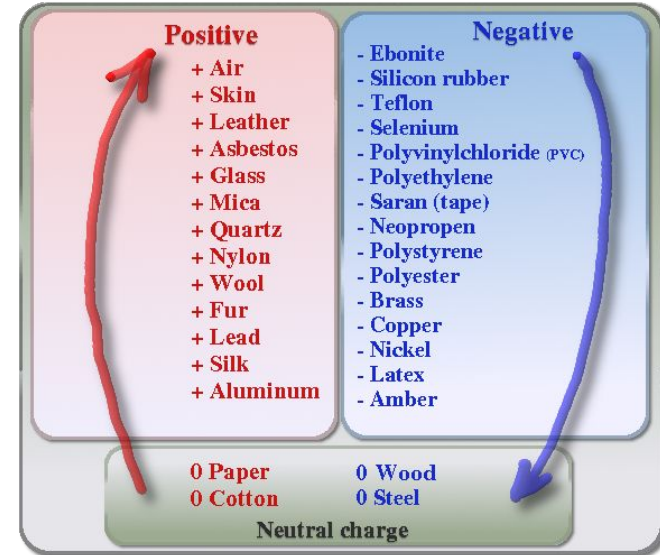 Positive
+ Air
+ Skin
+ Leather
+ Asbestos
+ Glass
+ Mica
+ Quartz
+ Nylon
+ Wool
+ Fur
+ Lead
+ Silk
+ Aluminum
Negative
- Ebonite
- Silicon rubber
- Teflon
- Selenium
- Polyvinylchloride (PVC)
- Polyethylene
- Saran (tape)
- Neopropen
- Polystyrene
- Polyester
- Brass
- Copper
- Nickel
- Latex
- Amber
0 Paper
0 Cotton
0 Wood
0 Steel
Neutral charge